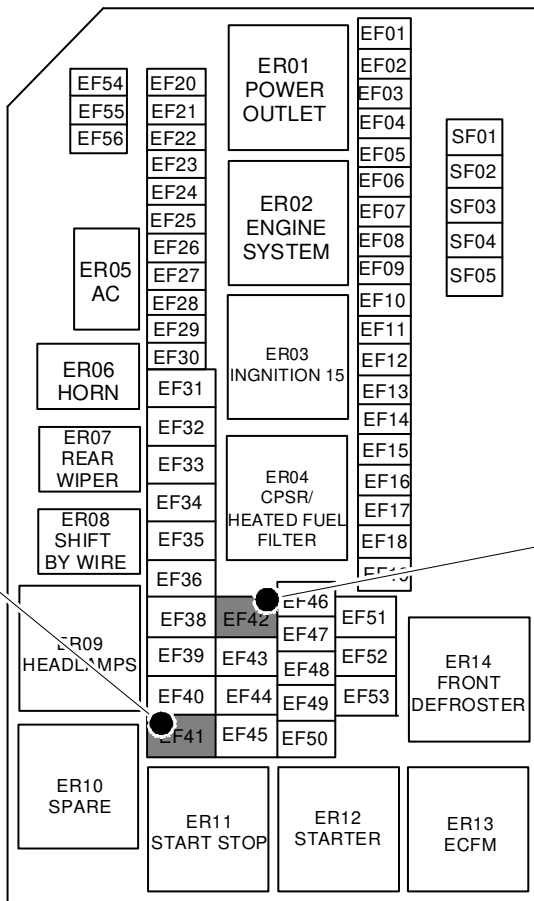 EF01
EF02
EF03
EF04
EF05
EF06
EF07
EF08
EF09
EF10
EF11
EF12
EF13
EF14
EF15
EF16
EF17
EF18
SF01
SF02
SF03
SF04
SF05
ER01
POWER
OUTLET
ER02
ENGINE
SYSTEM
ER03
INGNITION 15
ER04
CPSR/
HEATED FUEL
FILTER
EF54
EF55
EF56
EF20
EF21
EF22
EF23
EF24
EF25
EF26
EF27
EF28
EF29
EF30
EF31
EF32
EF33
EF34
EF35
EF36
EF38
EF39
EF40
EF41
EF42
EF43
EF44
EF45
EF46
EF47
EF48
EF49
EF50
EF51
EF52
EF53
ER05
AC
ER06
HORN
ER07
REAR
WIPER
ER08
SHIFT
BY WIRE
ER09
HEADLAMPS
ER10
SPARE
ER11
START STOP
ER12
STARTER
ER13
ECFM
ER14
FRONT
DEFROSTER